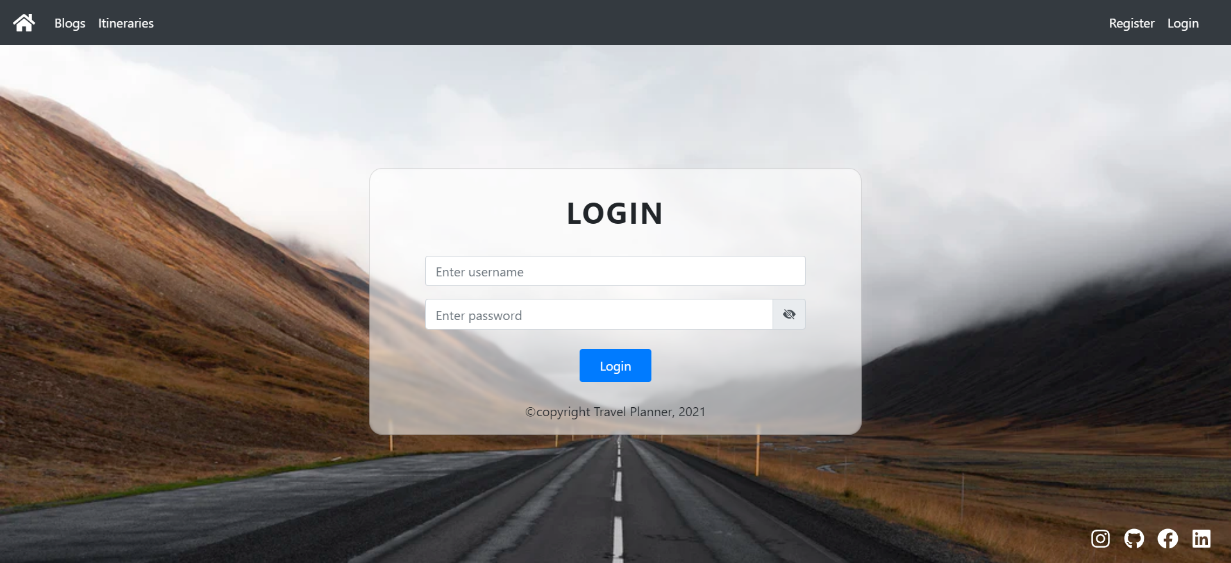 Blogs Itineraries Register Login
LOGIN
Enter username
Enter password
Login
©copyright Travel Planner, 2021